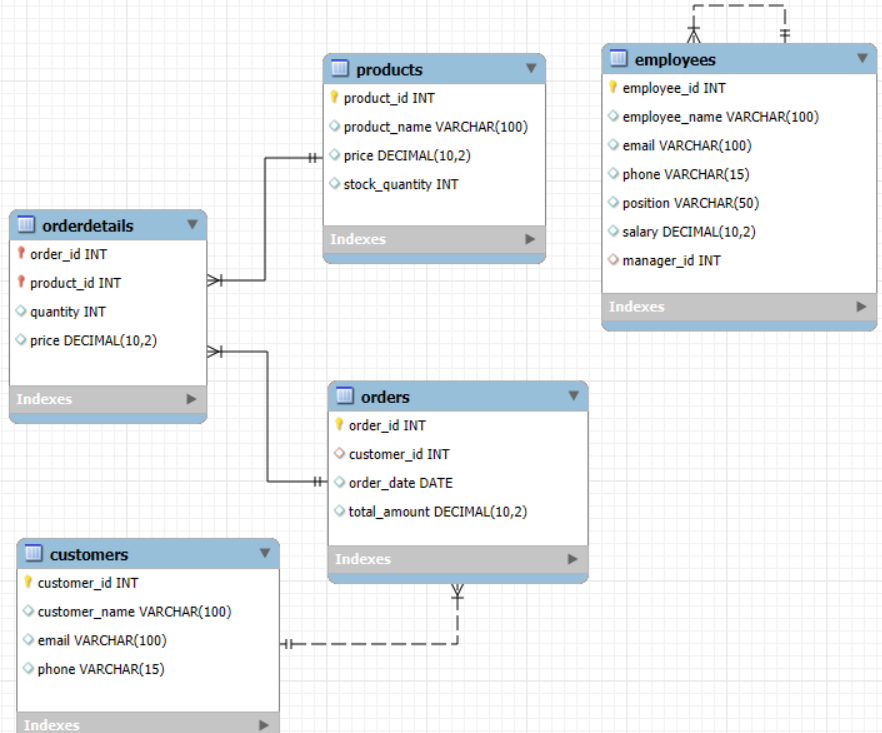 products
product_id INT
product_name VARCHAR(100)
price DECIMAL(10,2)
stock_quantity INT
Indexes
employees
employee_id INT
employee_name VARCHAR(100)
email VARCHAR(100)
phone VARCHAR(15)
position VARCHAR(50)
salary DECIMAL(10,2)
manager_id INT
Indexes
orderdetails
order_id INT
product_id INT
quantity INT
price DECIMAL(10,2)
Indexes
orders
order_id INT
customer_id INT
order_date DATE
total_amount DECIMAL(10,2)
Indexes
customers
customer_id INT
customer_name VARCHAR(100)
email VARCHAR(100)
phone VARCHAR(15)
Indexes